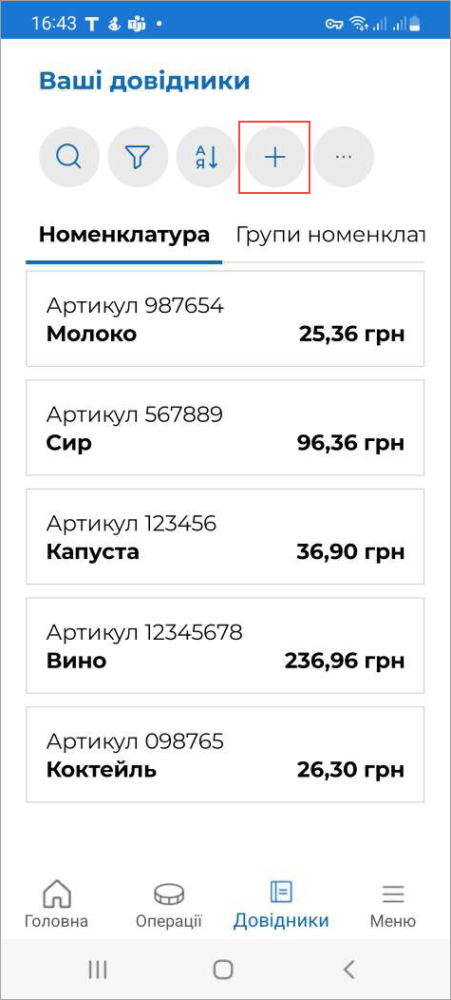 16:43
Ваші довідники
А
Я
Номенклатура Групи номенклат
Артикул 987654
Молоко 25,36 грн
Артикул 567889
Сир 96,36 грн
Артикул 123456
Капуста 36,90 грн
Артикул 12345678
Вино 236,96 грн
Артикул 098765
Коктейль 26,30 грн
Головна Операції Довідники Меню